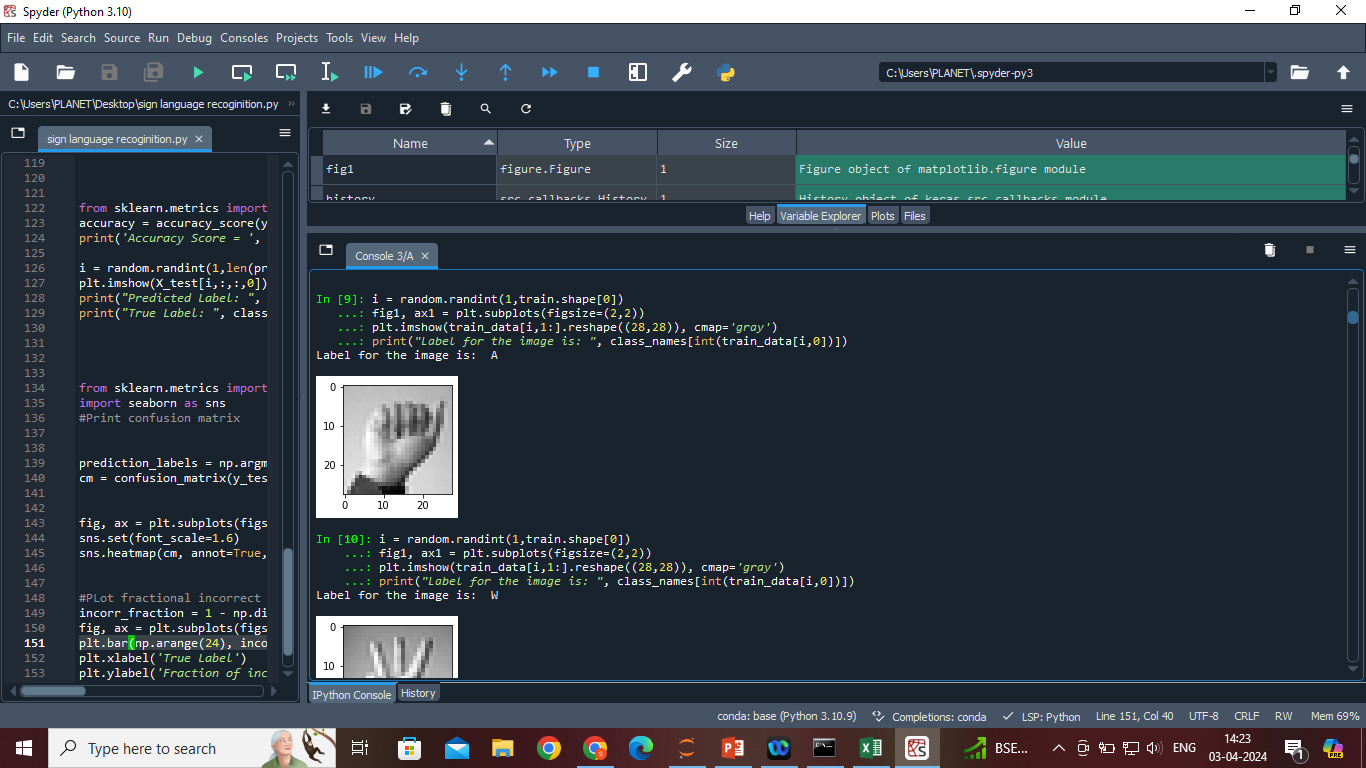 Spyder (Python 3.10)
File Edit Search Source Run Debug Consoles Projects Tools View Help
C:\Users\PLANET\.spyder-py3
C:\Users\PLANET\Desktop\sign language recoginition.py
sign language recoginition.py
119
120
121
122 from sklearn.metrics import
123 accuracy = accuracy_score(y
124 print('Accuracy Score = ',
125
126 i = random.randint(1,len(pr
127 plt.imshow(X_test[i,:,:,0])
128 print("Predicted Label: ",
129 print("True Label: ", class
130
131
132
133
134 from sklearn.metrics import
135 import seaborn as sns
136 #Print confusion matrix
137
138
139 prediction_labels = np.argm
140 cm = confusion_matrix(y_tes
141
142
143 fig, ax = plt.subplots(figs
144 sns.set(font_scale=1.6)
145 sns.heatmap(cm, annot=True,
146
147
148 #PLot fractional incorrect
149 incorr_fraction = 1 - np.di
150 fig, ax = plt.subplots(figs
151 plt.bar(np.arange(24), inco
152 plt.xlabel('True Label')
153 plt.ylabel('Fraction of inc
Name Type Size Value
fig1 figure.Figure 1 Figure object of matplotlib.figure module
history src.callbacks.History 1 History object of keras.src.callbacks module
Help Variable Explorer Plots Files
Console 3/A
In [9]: i = random.randint(1,train.shape[0])
...: fig1, ax1 = plt.subplots(figsize=(2,2))
...: plt.imshow(train_data[i,1:].reshape((28,28)), cmap='gray')
...: print("Label for the image is: ", class_names[int(train_data[i,0])])
Label for the image is: A
0
10
20
0 10 20
In [10]: i = random.randint(1,train.shape[0])
...: fig1, ax1 = plt.subplots(figsize=(2,2))
...: plt.imshow(train_data[i,1:].reshape((28,28)), cmap='gray')
...: print("Label for the image is: ", class_names[int(train_data[i,0])])
Label for the image is: W
0
10
IPython Console History
conda: base (Python 3.10.9) Completions: conda LSP: Python Line 151, Col 40 UTF-8 CRLF RW Mem 69%
Type here to search
BSE... ENG 14:23
03-04-2024
1
PRE